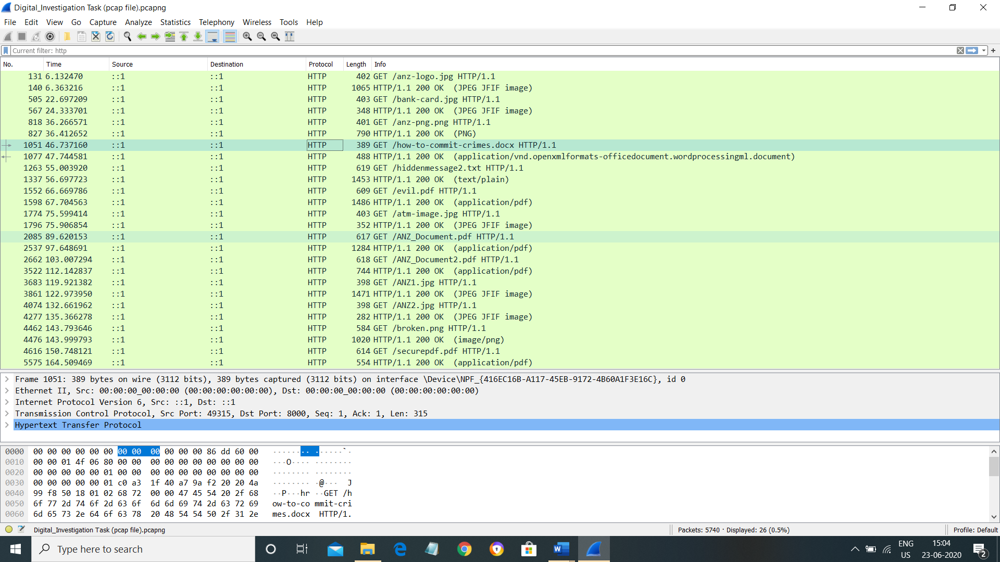 Digital_Investigation Task (pcap file).pcapng
File Edit View Go Capture Analyze Statistics Telephony Wireless Tools Help
Current filter: http
No. Time Source Destination Protocol Length Info
131 6.132470 ::1 ::1 HTTP 402 GET /anz-logo.jpg HTTP/1.1
140 6.363216 ::1 ::1 HTTP 1065 HTTP/1.1 200 OK (JPEG JFIF image)
505 22.697209 ::1 ::1 HTTP 403 GET /bank-card.jpg HTTP/1.1
567 24.333701 ::1 ::1 HTTP 348 HTTP/1.1 200 OK (JPEG JFIF image)
818 36.266571 ::1 ::1 HTTP 401 GET /anz-png.png HTTP/1.1
827 36.412652 ::1 ::1 HTTP 790 HTTP/1.1 200 OK (PNG)
1051 46.737160 ::1 ::1 HTTP 389 GET /how-to-commit-crimes.docx HTTP/1.1
1077 47.744581 ::1 ::1 HTTP 488 HTTP/1.1 200 OK (application/vnd.openxmlformats-officedocument.wordprocessingml.document)
1263 55.003920 ::1 ::1 HTTP 619 GET /hiddenmessage2.txt HTTP/1.1
1337 56.697723 ::1 ::1 HTTP 1453 HTTP/1.1 200 OK (text/plain)
1552 66.669786 ::1 ::1 HTTP 609 GET /evil.pdf HTTP/1.1
1598 67.704563 ::1 ::1 HTTP 1486 HTTP/1.1 200 OK (application/pdf)
1774 75.599414 ::1 ::1 HTTP 403 GET /atm-image.jpg HTTP/1.1
1796 75.906854 ::1 ::1 HTTP 352 HTTP/1.1 200 OK (JPEG JFIF image)
2085 89.620153 ::1 ::1 HTTP 617 GET /ANZ_Document.pdf HTTP/1.1
2537 97.648691 ::1 ::1 HTTP 1284 HTTP/1.1 200 OK (application/pdf)
2662 103.007294 ::1 ::1 HTTP 618 GET /ANZ_Document2.pdf HTTP/1.1
3522 112.142837 ::1 ::1 HTTP 744 HTTP/1.1 200 OK (application/pdf)
3683 119.921382 ::1 ::1 HTTP 398 GET /ANZ1.jpg HTTP/1.1
3861 122.973950 ::1 ::1 HTTP 1471 HTTP/1.1 200 OK (JPEG JFIF image)
4074 132.661962 ::1 ::1 HTTP 398 GET /ANZ2.jpg HTTP/1.1
4277 135.366278 ::1 ::1 HTTP 282 HTTP/1.1 200 OK (JPEG JFIF image)
4462 143.793646 ::1 ::1 HTTP 584 GET /broken.png HTTP/1.1
4476 143.999793 ::1 ::1 HTTP 1020 HTTP/1.1 200 OK (image/png)
4616 150.748121 ::1 ::1 HTTP 614 GET /securepdf.pdf HTTP/1.1
5575 164.509469 ::1 ::1 HTTP 554 HTTP/1.1 200 OK (application/pdf)
Frame 1051: 389 bytes on wire (3112 bits), 389 bytes captured (3112 bits) on interface \Device\NPF_{416EC16B-A117-45EB-9172-4B60A1F3E16C}, id 0
Ethernet II, Src: 00:00:00_00:00:00 (00:00:00:00:00:00), Dst: 00:00:00_00:00:00 (00:00:00:00:00:00)
Internet Protocol Version 6, Src: ::1, Dst: ::1
Transmission Control Protocol, Src Port: 49315, Dst Port: 8000, Seq: 1, Ack: 1, Len: 315
Hypertext Transfer Protocol
0000 00 00 00 00 00 00 00 00 00 00 00 00 86 dd 60 00 ········ ······`·
0010 00 00 01 4f 06 80 00 00 00 00 00 00 00 00 00 00 ···O···· ········
0020 00 00 00 00 00 01 00 00 00 00 00 00 00 00 00 00 ········ ········
0030 00 00 00 00 00 01 c0 a3 1f 40 a7 9a f2 20 20 4a ········ ·@··· J
0040 99 f8 50 18 01 02 68 72 00 00 47 45 54 20 2f 68 ··P···hr ··GET /h
0050 6f 77 2d 74 6f 2d 63 6f 6d 6d 69 74 2d 63 72 69 ow-to-co mmit-cri
0060 6d 65 73 2e 64 6f 63 78 20 48 54 54 50 2f 31 2e mes.docx HTTP/1.
Digital_Investigation Task (pcap file).pcapng
Packets: 5740 · Displayed: 26 (0.5%)
Profile: Default
Type here to search
ENG
US
15:04
23-06-2020
2